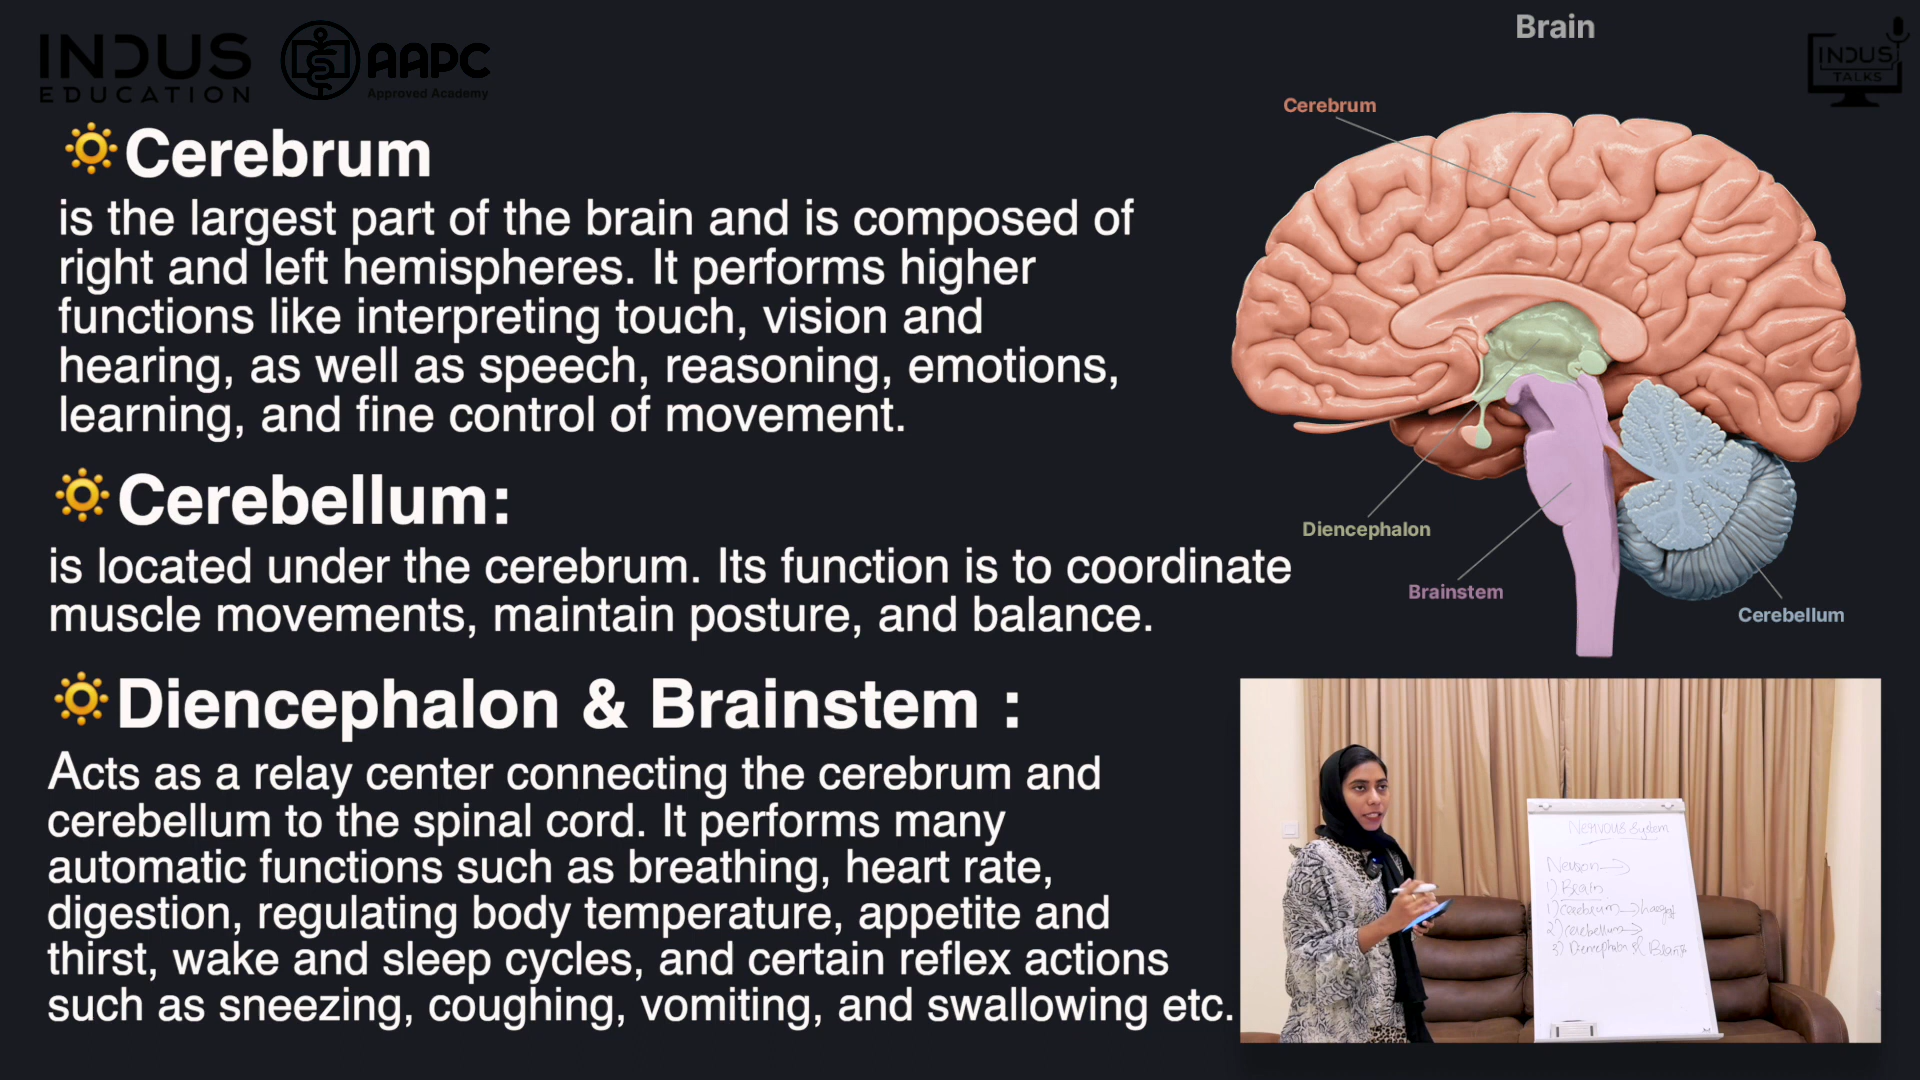 INDUS
EDUCATION
AAPC
Approved Academy
Brain
INDUS
TALKS
Cerebrum
is the largest part of the brain and is composed of
right and left hemispheres. It performs higher
functions like interpreting touch, vision and
hearing, as well as speech, reasoning, emotions,
learning, and fine control of movement.
Cerebellum:
is located under the cerebrum. Its function is to coordinate
muscle movements, maintain posture, and balance.
Diencephalon & Brainstem :
Acts as a relay center connecting the cerebrum and
cerebellum to the spinal cord. It performs many
automatic functions such as breathing, heart rate,
digestion, regulating body temperature, appetite and
thirst, wake and sleep cycles, and certain reflex actions
such as sneezing, coughing, vomiting, and swallowing etc.
Cerebrum
Diencephalon
Brainstem
Cerebellum
Nervous System
Neuron
1) Brain
1) Cerebrum
2) cerebellum
3)